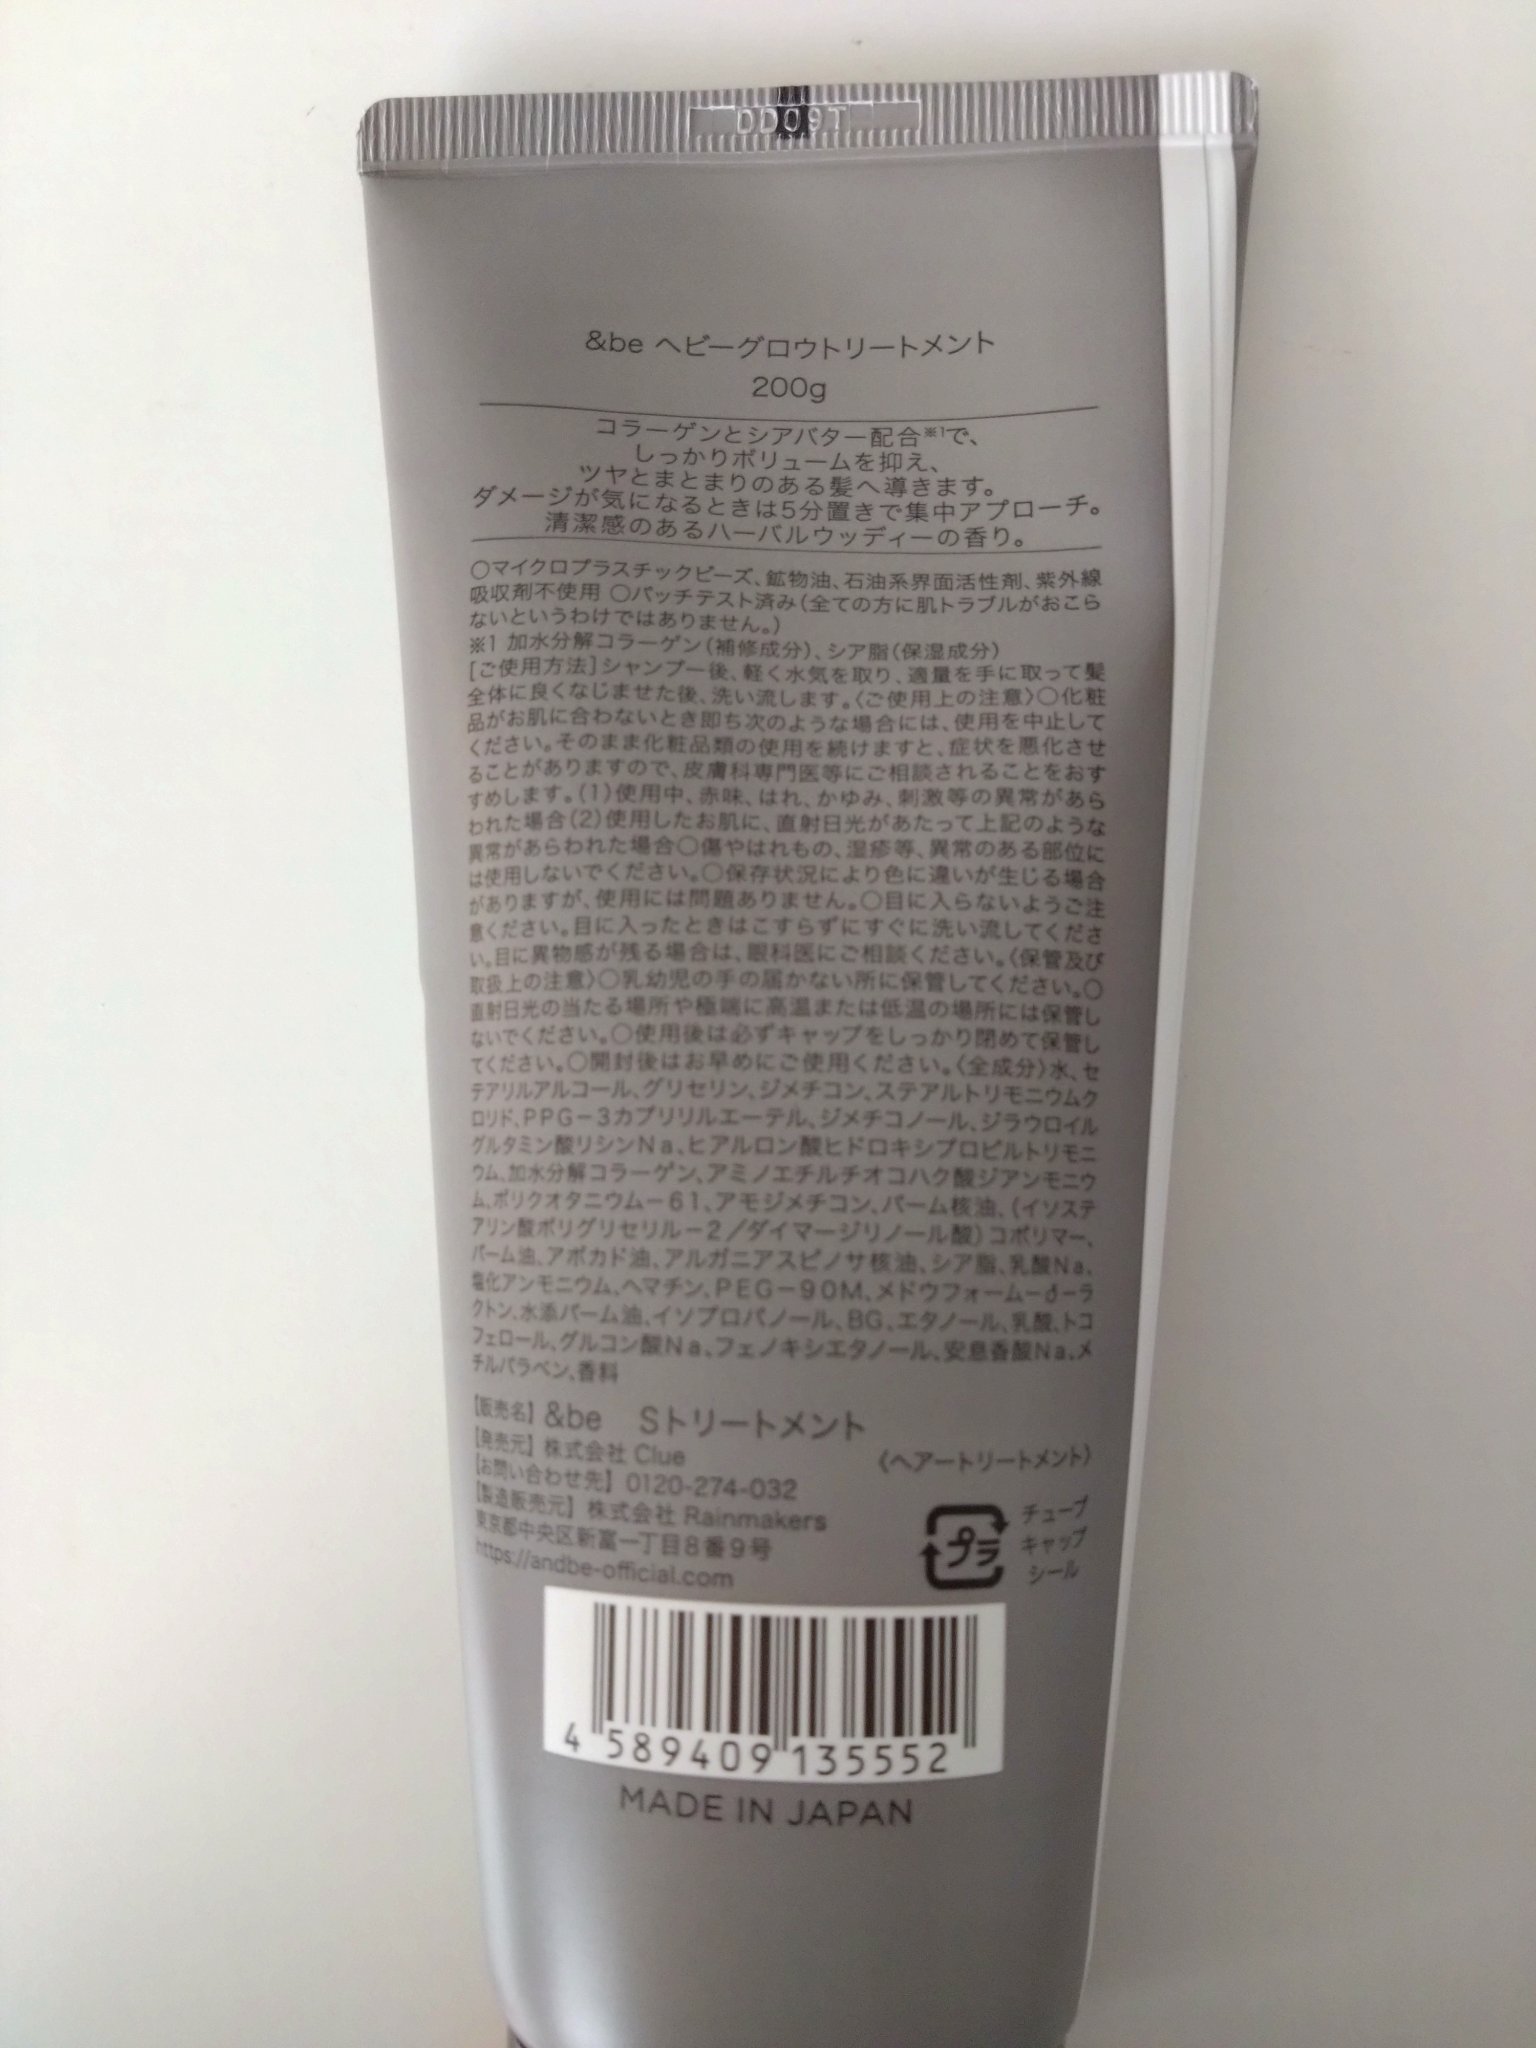 DD09T
&be ヘビーグロウトリートメント
200g
コラーゲンとシアバター配合※1で、
しっかりボリュームを抑え、
ツヤとまとまりのある髪へ導きます。
ダメージが気になるときは5分置きで集中アプローチ。
清潔感のあるハーバルウッディーの香り。
○マイクロプラスチックビーズ、鉱物油、石油系界面活性剤、紫外線
吸収剤不使用 ○パッチテスト済み(全ての方に肌トラブルがおこら
ないというわけではありません。)
※1 加水分解コラーゲン(補修成分)、シア脂(保湿成分)
[ご使用方法]シャンプー後、軽く水気を取り、適量を手に取って髪
全体に良くなじませた後、洗い流します。〈ご使用上の注意〉○化粧
品がお肌に合わないとき即ち次のような場合には、使用を中止して
ください。そのまま化粧品類の使用を続けますと、症状を悪化させ
ることがありますので、皮膚科専門医等にご相談されることをおす
すめします。(1)使用中、赤味、はれ、かゆみ、刺激等の異常があら
われた場合(2)使用したお肌に、直射日光があたって上記のような
異常があらわれた場合○傷やはれもの、湿疹等、異常のある部位に
は使用しないでください。○保存状況により色に違いが生じる場合
がありますが、使用には問題ありません。○目に入らないようご注
意ください。目に入ったときはこすらずにすぐに洗い流してくださ
い。目に異物感が残る場合は、眼科医にご相談ください。〈保管及び
取扱上の注意〉○乳幼児の手の届かない所に保管してください。○
直射日光の当たる場所や極端に高温または低温の場所には保管し
ないでください。○使用後は必ずキャップをしっかり閉めて保管し
てください。○開封後はお早めにご使用ください。〈全成分〉水、セ
テアリルアルコール、グリセリン、ジメチコン、ステアルトリモニウムク
ロリド、PPG-3カプリリルエーテル、ジメチコノール、ジラウロイル
グルタミン酸リシンNa、ヒアルロン酸ヒドロキシプロピルトリモニ
ウム、加水分解コラーゲン、アミノエチルチオコハク酸ジアンモニウ
ム、ポリクオタニウム-61、アモジメチコン、パーム核油、(イソステ
アリン酸ポリグリセリル-2/ダイマージリノール酸)コポリマー、
パーム油、アボカド油、アルガニアスピノサ核油、シア脂、乳酸Na、
塩化アンモニウム、ヘマチン、PEG-90M、メドウフォーム-δ-ラ
クトン、水添パーム油、イソプロパノール、BG、エタノール、乳酸、トコ
フェロール、グルコン酸Na、フェノキシエタノール、安息香酸Na、メ
チルパラベン、香料
【販売名】&be Sトリートメント
〈ヘアートリートメント〉
【発売元】株式会社 Clue
【お問い合わせ先】0120-274-032
【製造販売元】株式会社 Rainmakers
東京都中央区新富一丁目8番9号
https://andbe-official.com
プラ
チューブ
キャップ
シール
4 589409 135552
MADE IN JAPAN